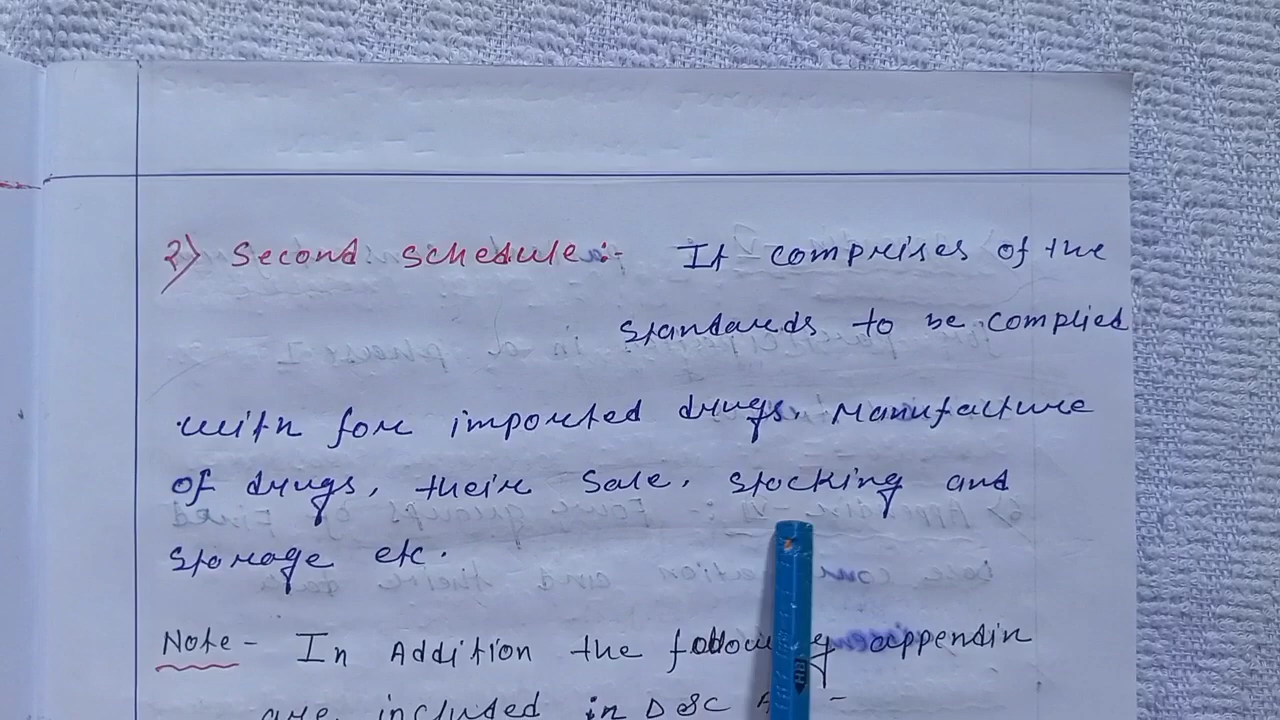 2) Second schedule :- It comprises of the
standards to be complied
with for imported drugs, Manufacture
of drugs, their Sale, stocking and
storage etc.
Note - In Addition the following appendix
are included in D & C
HB